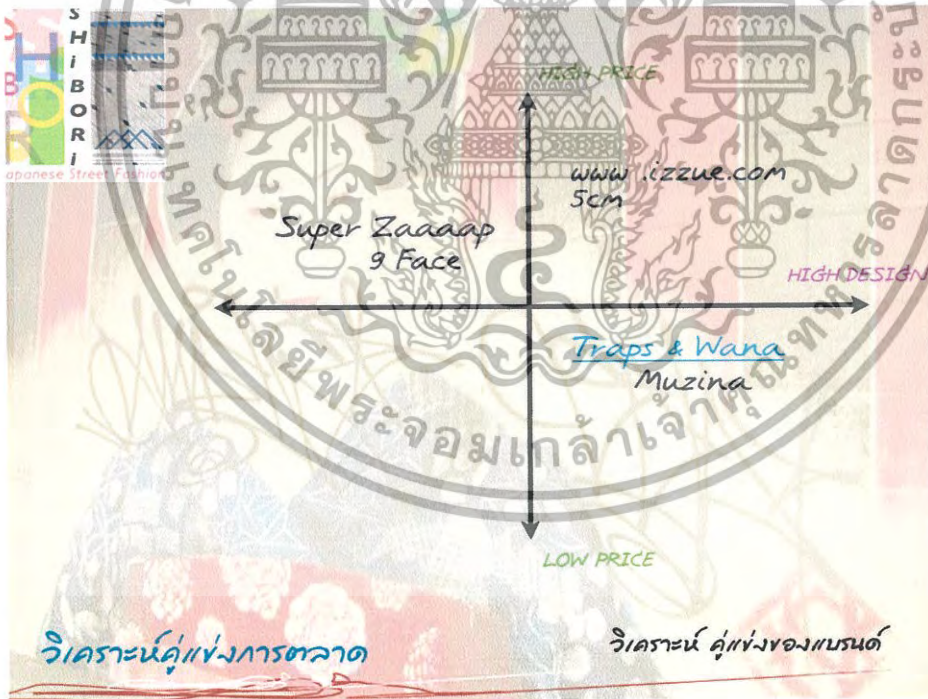 SHiBORi
Japanese Street Fashion
HIGH PRICE
www.izzue.com
5cm
Super Zaaaap
9 Face
HIGH DESIGN
Traps & Wana
Muzina
LOW PRICE
วิเคราะห์คู่แข่งการตลาด
วิเคราะห์ คู่แข่งของแบรนด์